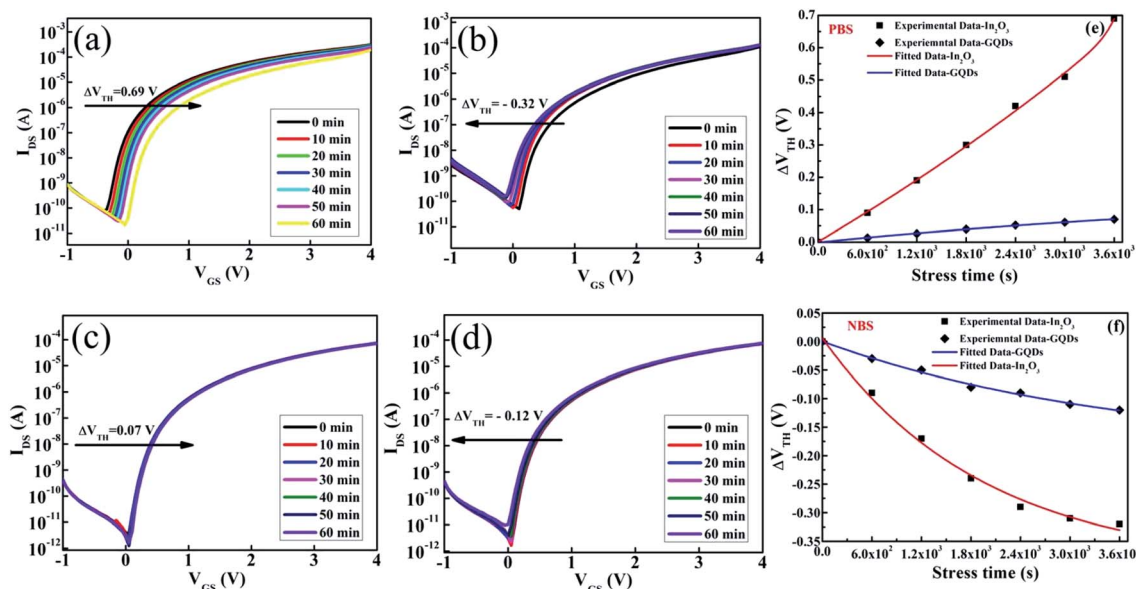 (a)
ΔV_TH=0.69 V
0 min
10 min
20 min
30 min
40 min
50 min
60 min
10⁻³
10⁻⁴
10⁻⁵
10⁻⁶
10⁻⁷
10⁻⁸
10⁻⁹
10⁻¹⁰
10⁻¹¹
I_DS (A)
-1 0 1 2 3 4
V_GS (V)
(b)
ΔV_TH= - 0.32 V
0 min
10 min
20 min
30 min
40 min
50 min
60 min
10⁻³
10⁻⁴
10⁻⁵
10⁻⁶
10⁻⁷
10⁻⁸
10⁻⁹
10⁻¹⁰
10⁻¹¹
I_DS (A)
-1 0 1 2 3 4
V_GS (V)
PBS
(e)
Experimental Data-In₂O₃
Experiemntal Data-GQDs
Fitted Data-In₂O₃
Fitted Data-GQDs
0.7
0.6
0.5
0.4
0.3
0.2
0.1
0.0
ΔV_TH (V)
0.0 6.0x10² 1.2x10³ 1.8x10³ 2.4x10³ 3.0x10³ 3.6x10³
Stress time (s)
(c)
ΔV_TH=0.07 V
0 min
10 min
20 min
30 min
40 min
50 min
60 min
10⁻⁴
10⁻⁵
10⁻⁶
10⁻⁷
10⁻⁸
10⁻⁹
10⁻¹⁰
10⁻¹¹
10⁻¹²
I_DS (A)
-1 0 1 2 3 4
V_GS (V)
(d)
ΔV_TH= - 0.12 V
0 min
10 min
20 min
30 min
40 min
50 min
60 min
10⁻⁴
10⁻⁵
10⁻⁶
10⁻⁷
10⁻⁸
10⁻⁹
10⁻¹⁰
10⁻¹¹
10⁻¹²
I_DS (A)
-1 0 1 2 3 4
V_GS (V)
NBS
(f)
Experimental Data-In₂O₃
Experiemntal Data-GQDs
Fitted Data-GQDs
Fitted Data-In₂O₃
0.00
-0.05
-0.10
-0.15
-0.20
-0.25
-0.30
-0.35
ΔV_TH (V)
0.0 6.0x10² 1.2x10³ 1.8x10³ 2.4x10³ 3.0x10³ 3.6x10³
Stress time (s)